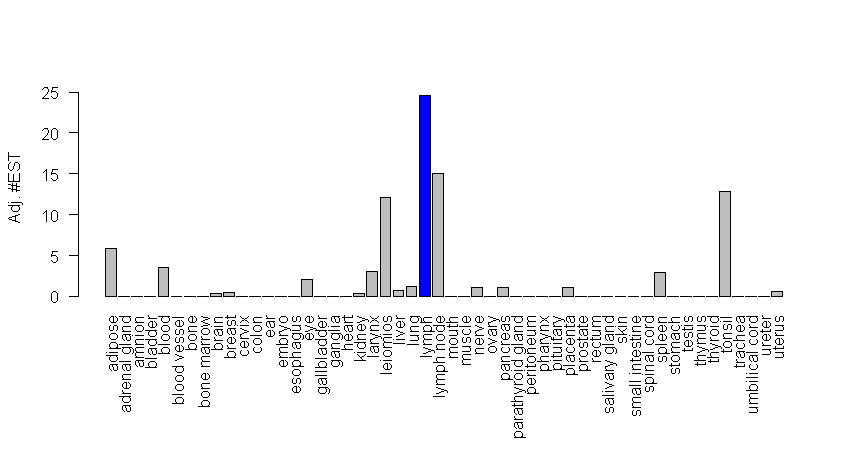 Adj. #EST
25
20
15
10
5
0
adipose
adrenal gland
amnion
bladder
blood
blood vessel
bone
bone marrow
brain
breast
cervix
colon
ear
embryo
esophagus
eye
gallbladder
ganglia
heart
kidney
larynx
leiomios
liver
lung
lymph
lymph node
mouth
muscle
nerve
ovary
pancreas
parathyroid gland
peritoneum
pharynx
pituitary
placenta
prostate
rectum
salivary gland
skin
small intestine
spinal cord
spleen
stomach
testis
thymus
thyroid
tonsil
trachea
umbilical cord
ureter
uterus